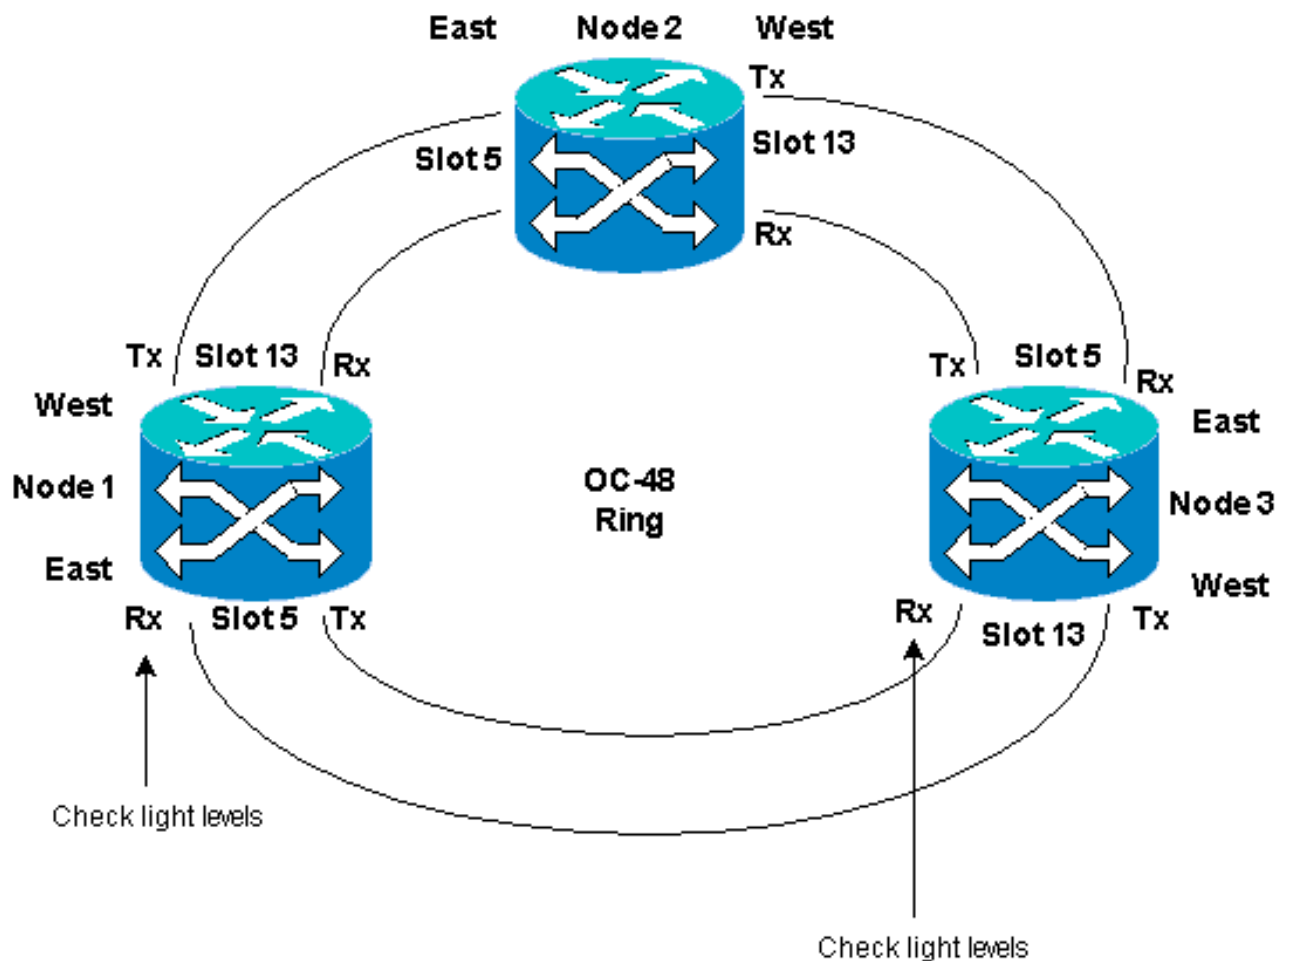 East Node 2 West
Tx
Slot 5
Slot 13
Rx
Tx Slot 13 Rx
West
Node 1
East
Rx Slot 5 Tx
OC-48
Ring
Tx Slot 5 Rx
East
Node 3
West
Rx Slot 13 Tx
Check light levels
Check light levels